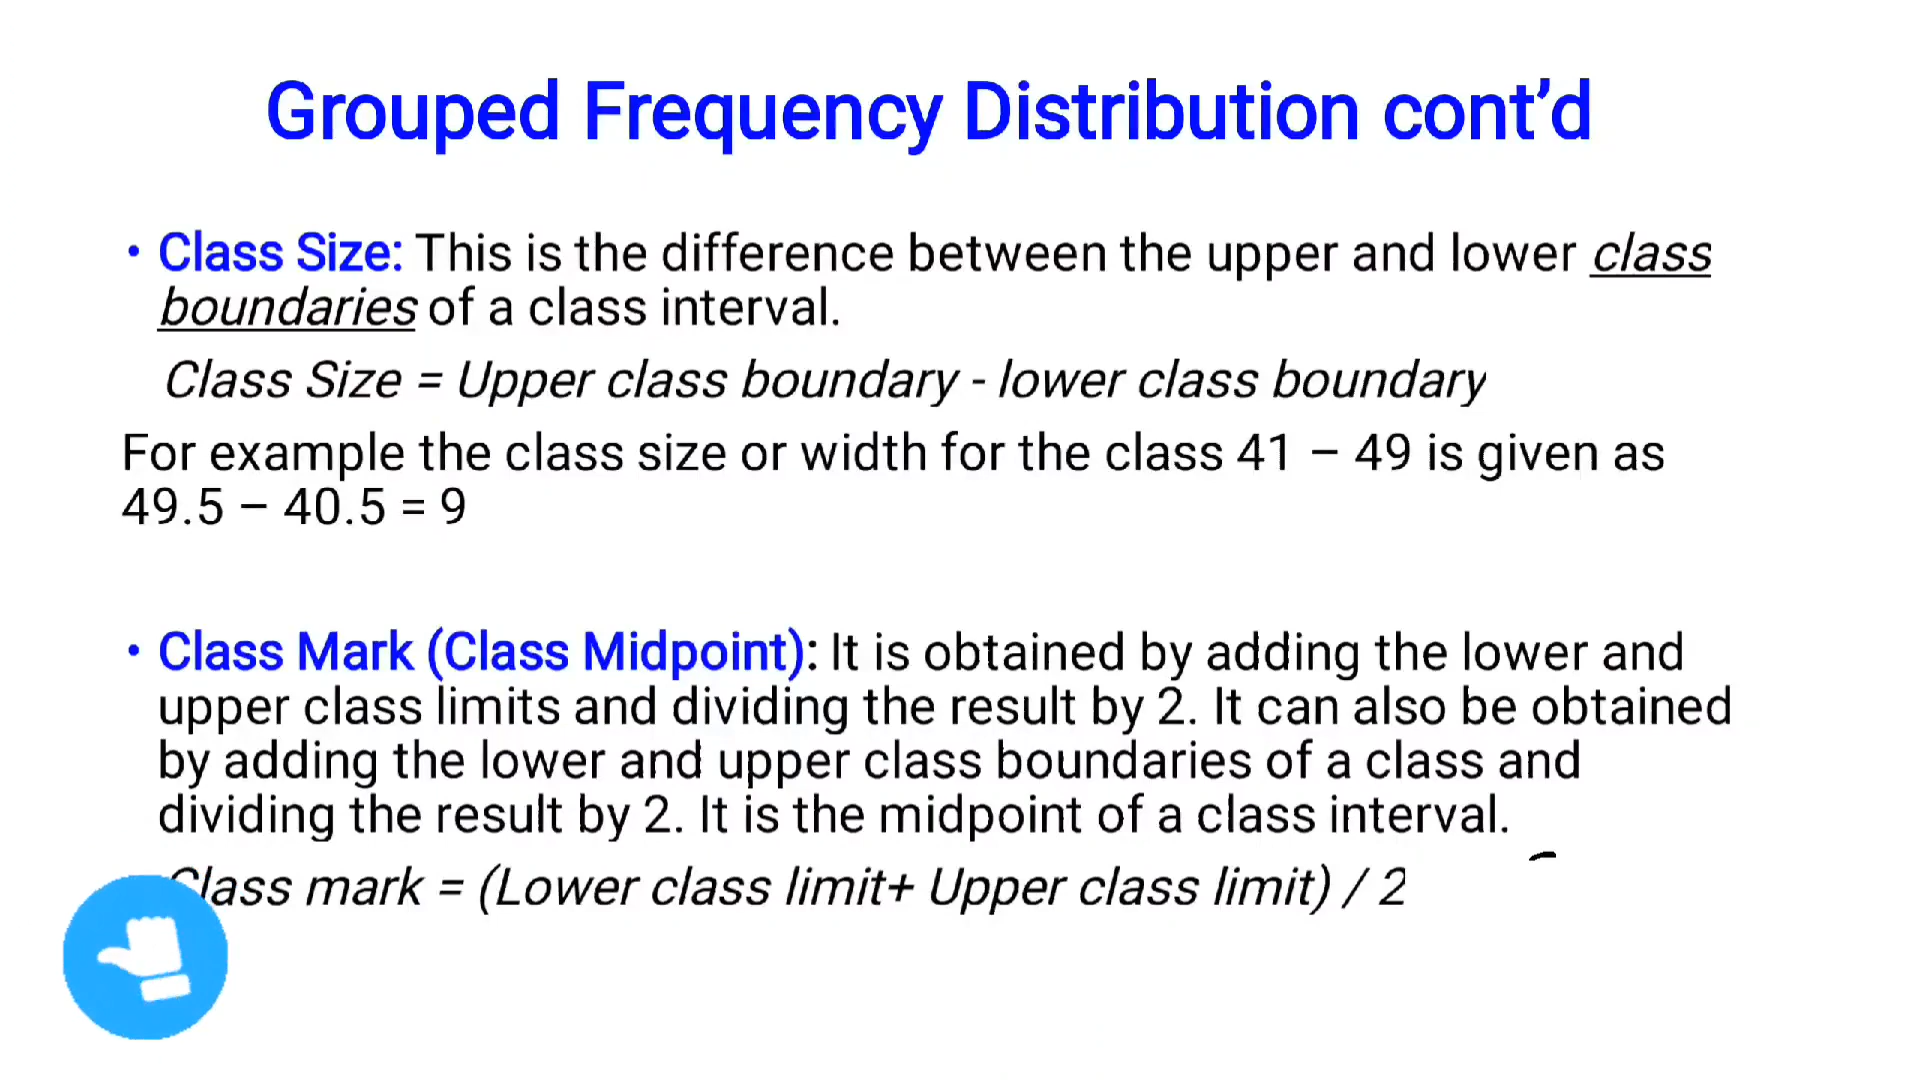 Grouped Frequency Distribution cont’d
• Class Size: This is the difference between the upper and lower class
boundaries of a class interval.
Class Size = Upper class boundary - lower class boundary
For example the class size or width for the class 41 – 49 is given as
49.5 – 40.5 = 9
• Class Mark (Class Midpoint): It is obtained by adding the lower and
upper class limits and dividing the result by 2. It can also be obtained
by adding the lower and upper class boundaries of a class and
dividing the result by 2. It is the midpoint of a class interval.
Class mark = (Lower class limit+ Upper class limit) / 2